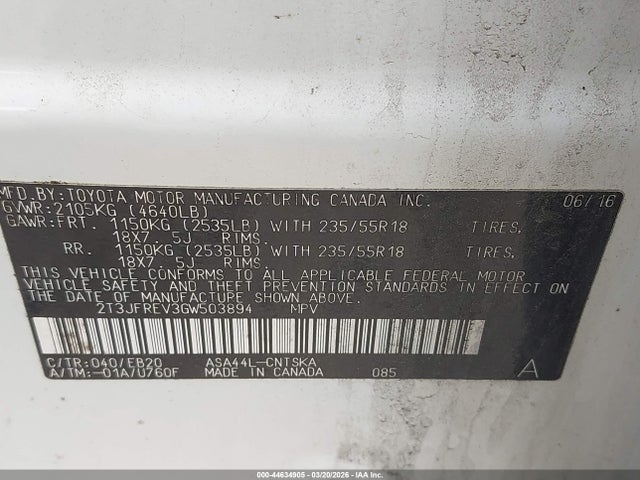 MFD.BY:TOYOTA MOTOR MANUFACTURING CANADA INC. 06/16
GVWR:2105KG (4640LB)
GAWR:FRT. 1150KG (2535LB) WITH 235/55R18 TIRES,
18X7. 5J RIMS.
RR. 1150KG (2535LB) WITH 235/55R18 TIRES,
18X7. 5J RIMS.
THIS VEHICLE CONFORMS TO ALL APPLICABLE FEDERAL MOTOR
VEHICLE SAFETY AND THEFT PREVENTION STANDARDS IN EFFECT ON
THE DATE OF MANUFACTURE SHOWN ABOVE.
2T3JFREV3GW503894 MPV
C/TR:040/EB20 ASA44L-CNTSKA
A/TM:-01A/U760F MADE IN CANADA 085 A
000-44634905 | 03/20/2026 | IAA Inc.